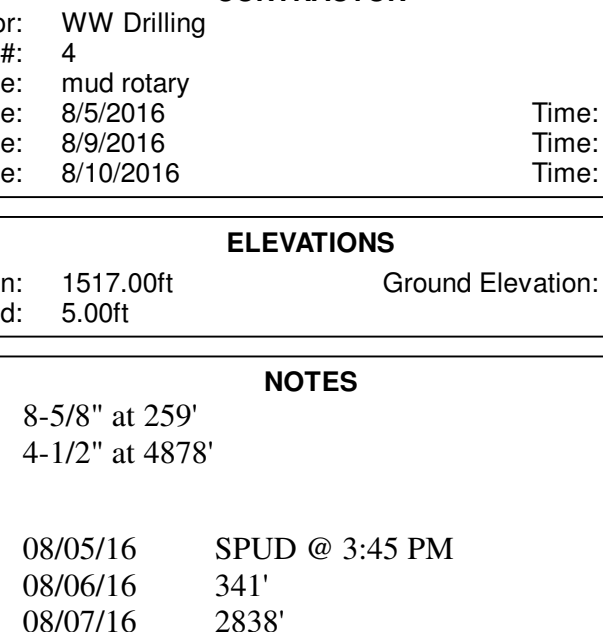 or: WW Drilling
#: 4
e: mud rotary
e: 8/5/2016 Time:
e: 8/9/2016 Time:
e: 8/10/2016 Time:
ELEVATIONS
n: 1517.00ft Ground Elevation:
d: 5.00ft
NOTES
8-5/8" at 259'
4-1/2" at 4878'
08/05/16 SPUD @ 3:45 PM
08/06/16 341'
08/07/16 2838'